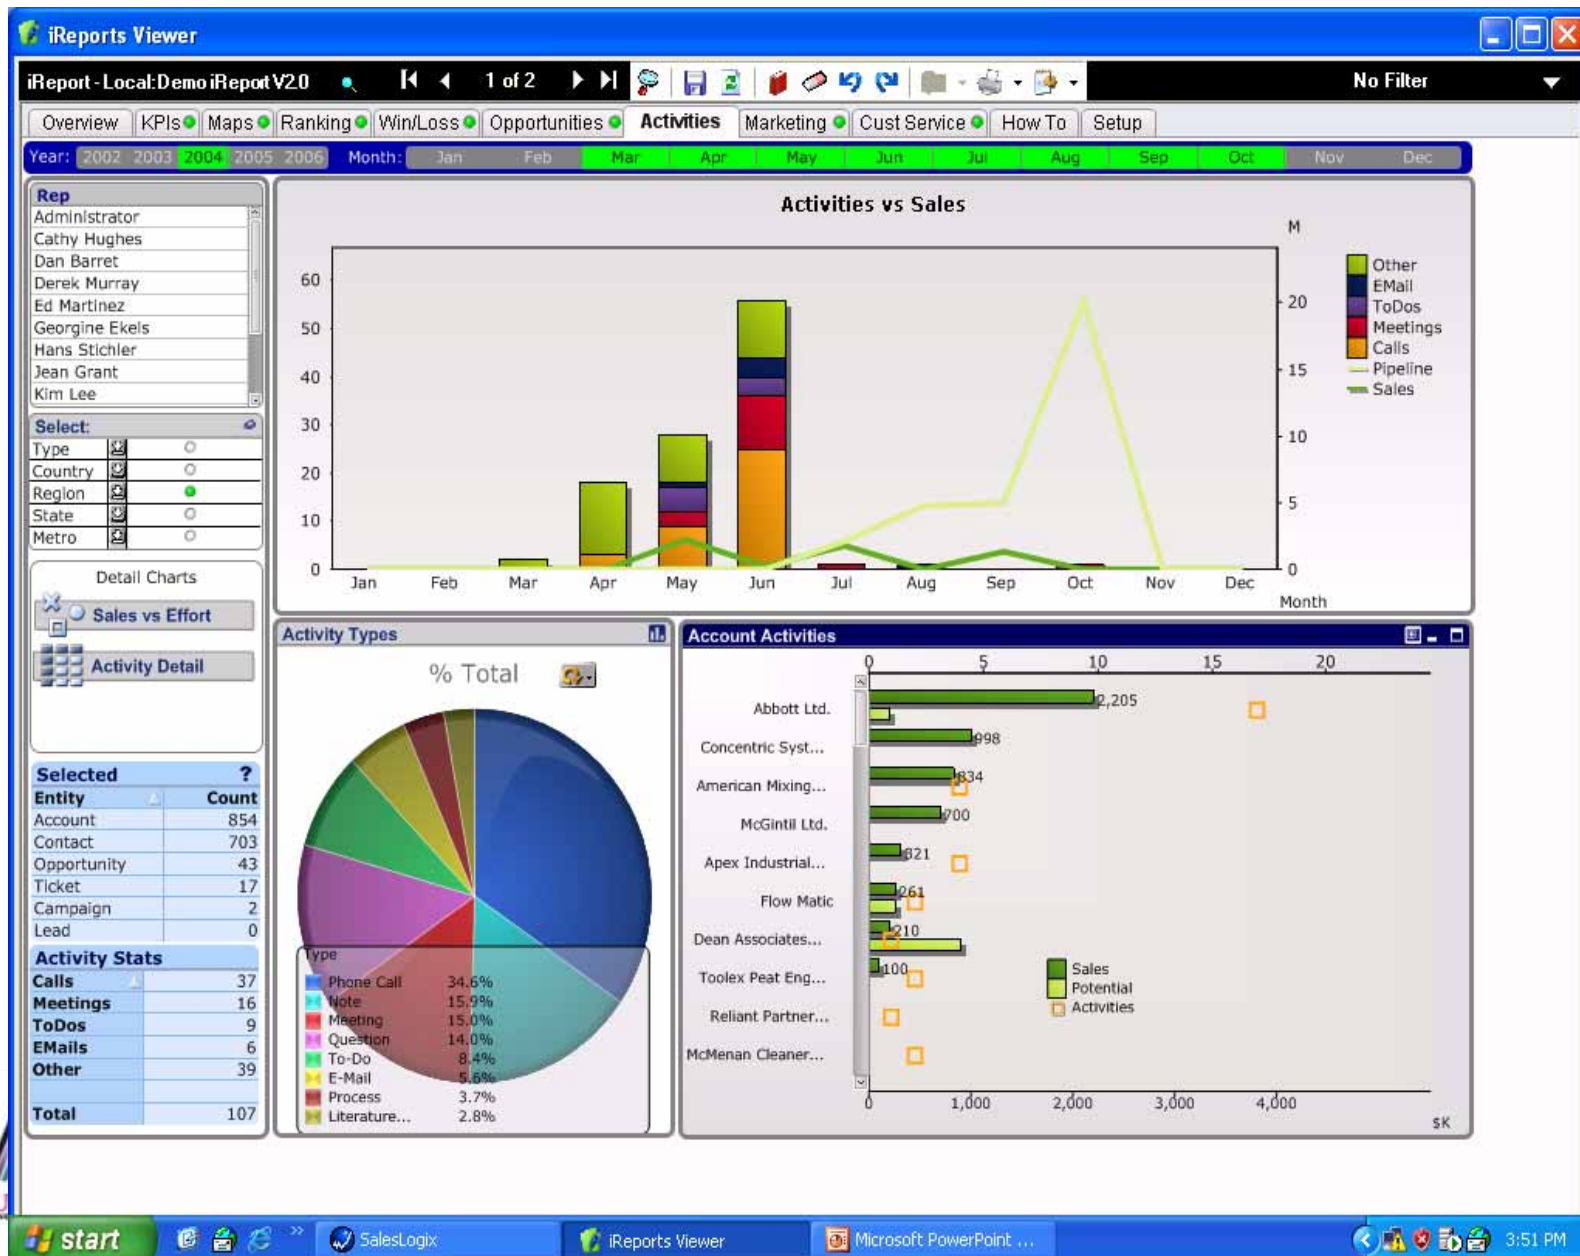 iReports Viewer
iReport - Local:Demo iReport V2.0 1 of 2 No Filter
Overview KPIs Maps Ranking Win/Loss Opportunities Activities Marketing Cust Service How To Setup
Year: 2002 2003 2004 2005 2006 Month: Jan Feb Mar Apr May Jun Jul Aug Sep Oct Nov Dec
Rep
Administrator
Cathy Hughes
Dan Barret
Derek Murray
Ed Martinez
Georgine Ekels
Hans Stichler
Jean Grant
Kim Lee
Select:
Type
Country
Region
State
Metro
Detail Charts
Sales vs Effort
Activity Detail
Selected ?
Entity Count
Account 854
Contact 703
Opportunity 43
Ticket 17
Campaign 2
Lead 0
Activity Stats
Calls 37
Meetings 16
ToDos 9
EMails 6
Other 39
Total 107
Activities vs Sales
M
60
50
40
30
20
10
0
20
15
10
5
0
Jan Feb Mar Apr May Jun Jul Aug Sep Oct Nov Dec
Month
Other
EMail
ToDos
Meetings
Calls
Pipeline
Sales
Activity Types
% Total
Type
Phone Call 34.6%
Note 15.9%
Meeting 15.0%
Question 14.0%
To-Do 8.4%
E-Mail 5.6%
Process 3.7%
Literature... 2.8%
Account Activities
0 5 10 15 20
Abbott Ltd. 2,205
Concentric Syst... 998
American Mixing... 834
McGintil Ltd. 700
Apex Industrial... 321
Flow Matic 261
Dean Associates... 210
Toolex Peat Eng... 100
Reliant Partner...
McMenan Cleaner...
Sales
Potential
Activities
0 1,000 2,000 3,000 4,000
$K
start SalesLogix iReports Viewer Microsoft PowerPoint ... 3:51 PM